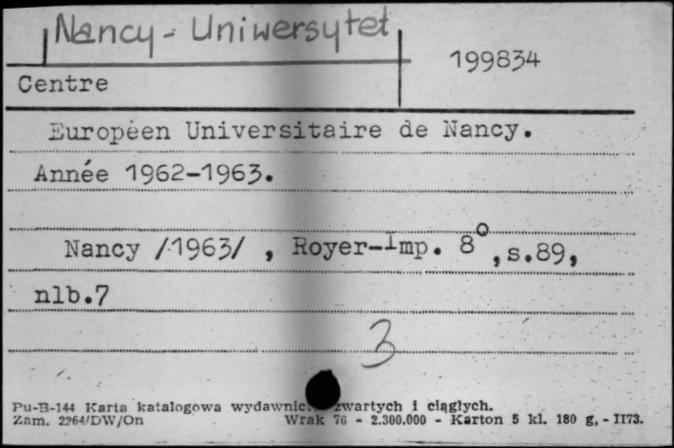 Nancy - Uniwersytet
199834
Centre
Européen Universitaire de Nancy.
Année 1962-1963.
Nancy /1963/ , Royer-Imp. 8°, s.89,
nlb.7
3
Pu-B-144 Karta katalogowa wydawnic zwartych i ciągłych.
Zam. 2264/DW/On Wrak 76 - 2.300.000 - Karton 5 kl. 180 g, - II73.